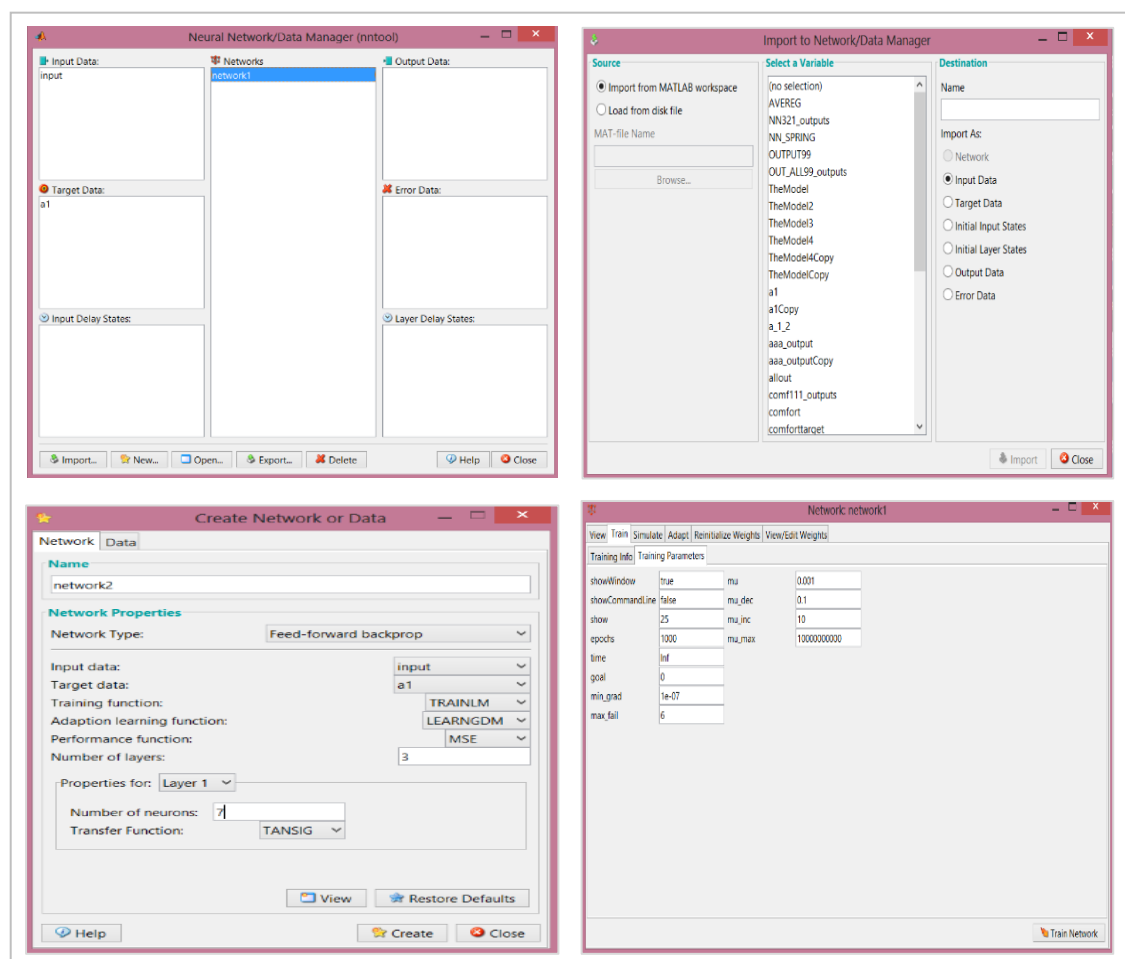 Neural Network/Data Manager (nntool)
Input Data:
input
Networks
network1
Output Data:
Target Data:
a1
Error Data:
Input Delay States:
Layer Delay States:
Import...
New...
Open...
Export...
Delete
Help
Close
Import to Network/Data Manager
Source
Import from MATLAB workspace
Load from disk file
MAT-file Name
Browse...
Select a Variable
(no selection)
AVEREG
NN321_outputs
NN_SPRING
OUTPUT99
OUT_ALL99_outputs
TheModel
TheModel2
TheModel3
TheModel4
TheModel4Copy
TheModelCopy
a1
a1Copy
a_1_2
aaa_output
aaa_outputCopy
allout
comf111_outputs
comfort
comforttarget
Destination
Name
Import As:
Network
Input Data
Target Data
Initial Input States
Initial Layer States
Output Data
Error Data
Import
Close
Create Network or Data
Network Data
Name
network2
Network Properties
Network Type: Feed-forward backprop
Input data: input
Target data: a1
Training function: TRAINLM
Adaption learning function: LEARNGDM
Performance function: MSE
Number of layers: 3
Properties for: Layer 1
Number of neurons: 7
Transfer Function: TANSIG
View Restore Defaults
Help Create Close
Network: network1
View Train Simulate Adapt Reinitialize Weights View/Edit Weights
Training Info Training Parameters
showWindow true mu 0.001
showCommandLine false mu_dec 0.1
show 25 mu_inc 10
epochs 1000 mu_max 10000000000
time Inf
goal 0
min_grad 1e-07
max_fail 6
Train Network